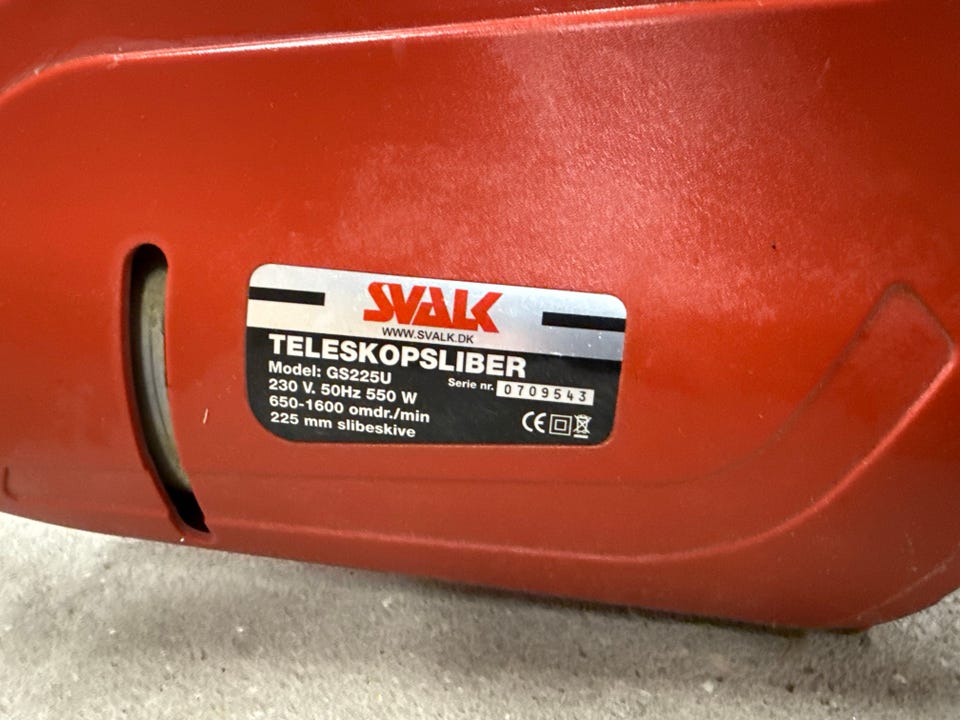 SVALK
WWW.SVALK.DK
TELESKOPSLIBER
Model: GS225U
Serie nr. 0709543
230 V. 50Hz 550 W
650-1600 omdr./min
225 mm slibeskive
CE